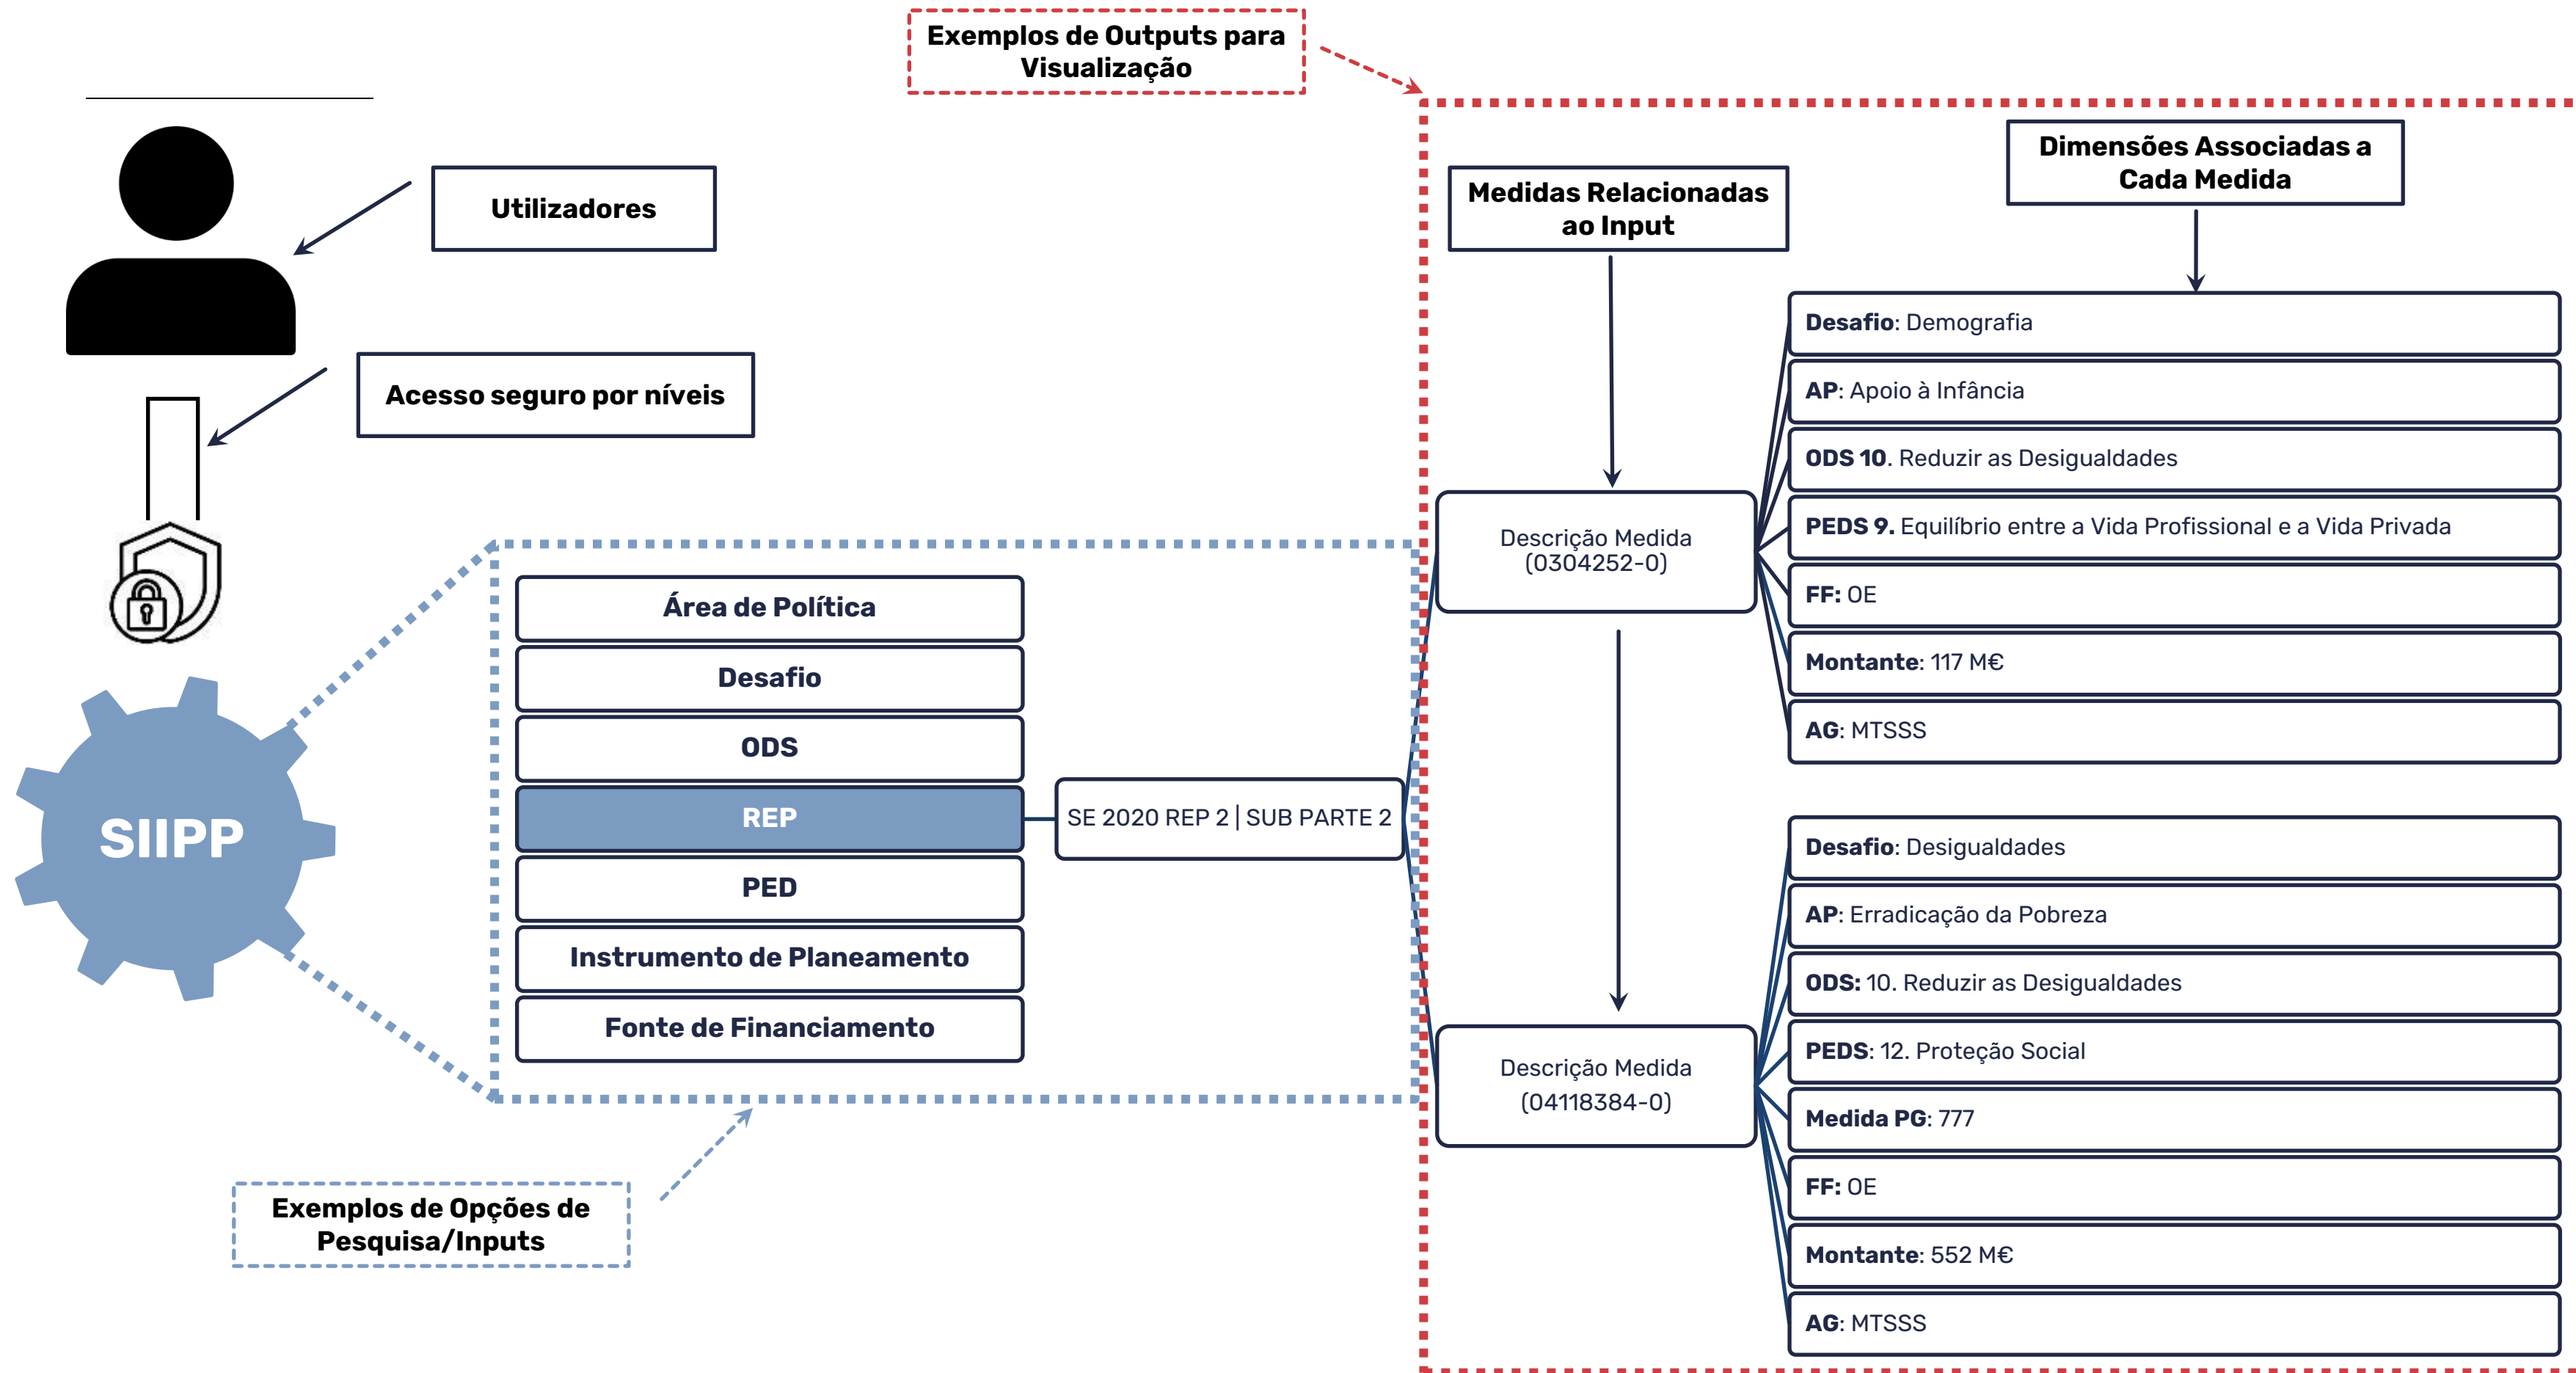 Exemplos de Outputs para
Visualização
Utilizadores
Acesso seguro por níveis
SIIPP
Área de Política
Desafio
ODS
REP
PED
Instrumento de Planeamento
Fonte de Financiamento
SE 2020 REP 2 | SUB PARTE 2
Exemplos de Opções de
Pesquisa/Inputs
Medidas Relacionadas
ao Input
Descrição Medida
(0304252-0)
Descrição Medida
(04118384-0)
Dimensões Associadas a
Cada Medida
Desafio: Demografia
AP: Apoio à Infância
ODS 10. Reduzir as Desigualdades
PEDS 9. Equilíbrio entre a Vida Profissional e a Vida Privada
FF: OE
Montante: 117 M€
AG: MTSSS
Desafio: Desigualdades
AP: Erradicação da Pobreza
ODS: 10. Reduzir as Desigualdades
PEDS: 12. Proteção Social
Medida PG: 777
FF: OE
Montante: 552 M€
AG: MTSSS